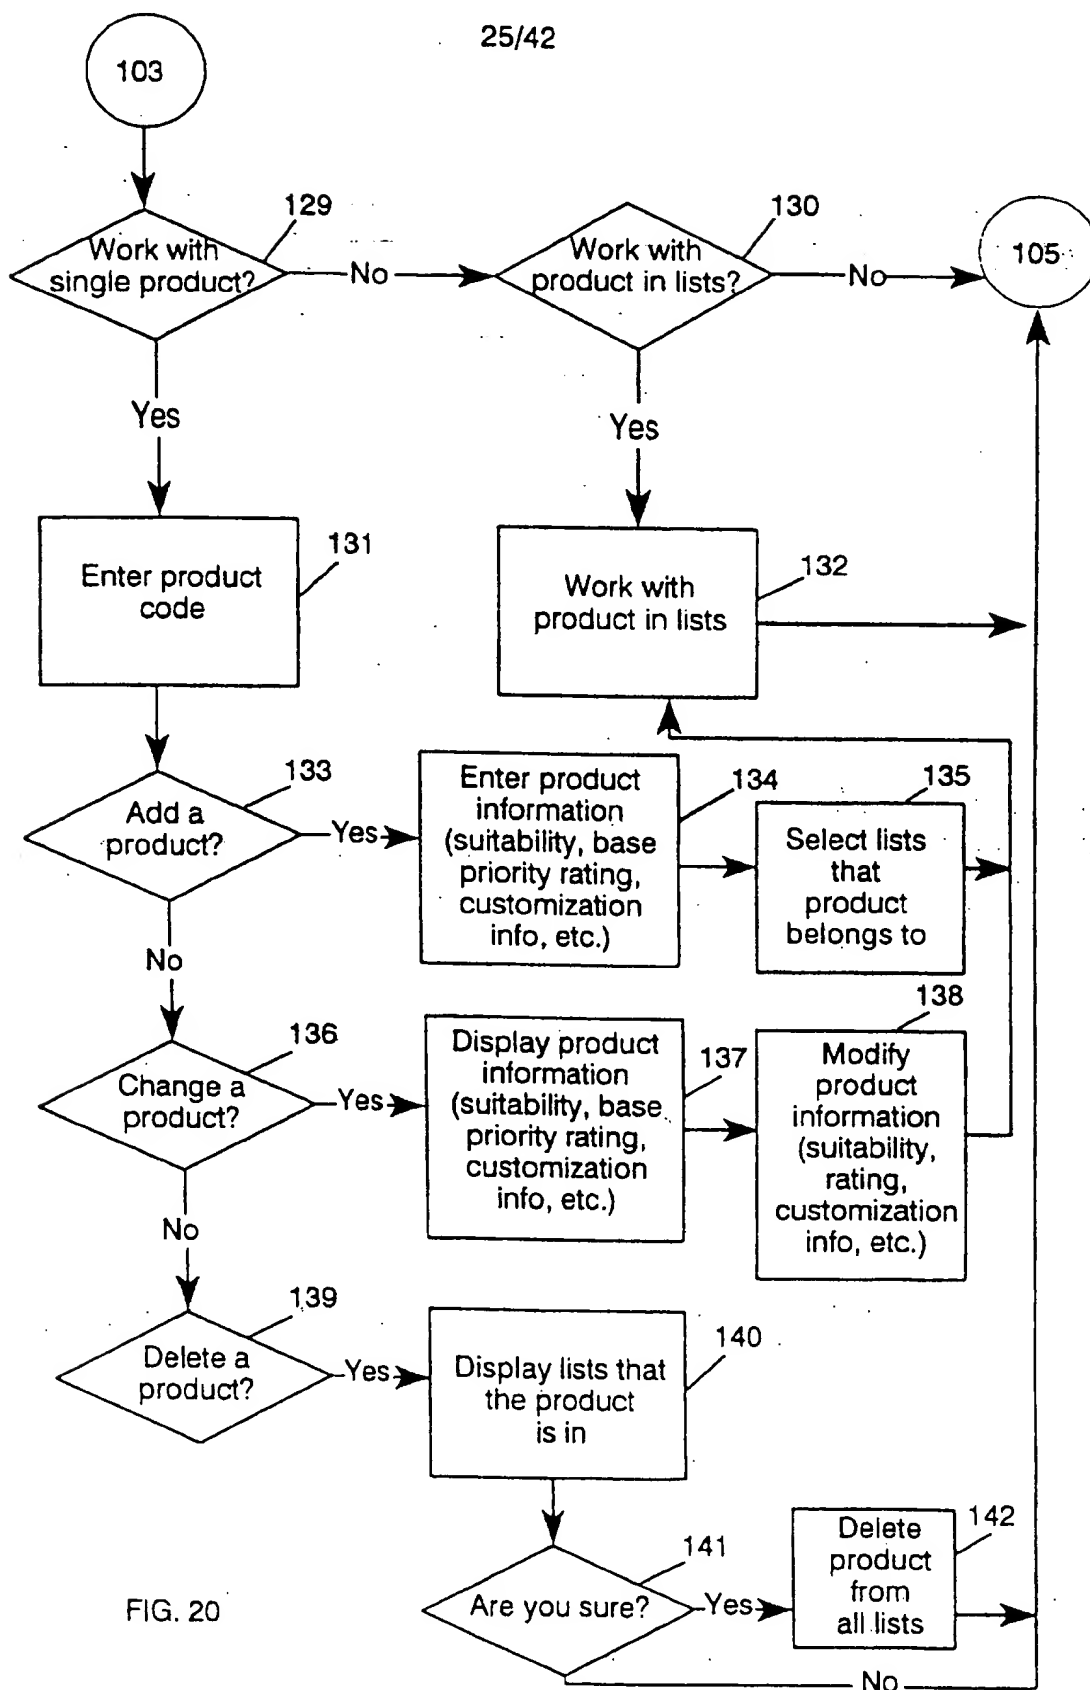 25/42
103
129
Work with
single product?
No
130
Work with
product in lists?
No
105
Yes
Yes
131
Enter product
code
132
Work with
product in lists
133
Add a
product?
Yes
Enter product
information
(suitability, base
priority rating,
customization
info, etc.)
134
135
Select lists
that
product
belongs to
No
136
Change a
product?
Yes
Display product
information
(suitability, base
priority rating,
customization
info, etc.)
137
138
Modify
product
information
(suitability,
rating,
customization
info, etc.)
No
139
Delete a
product?
Yes
Display lists that
the product
is in
140
141
Are you sure?
Yes
142
Delete
product
from
all lists
No
FIG. 20